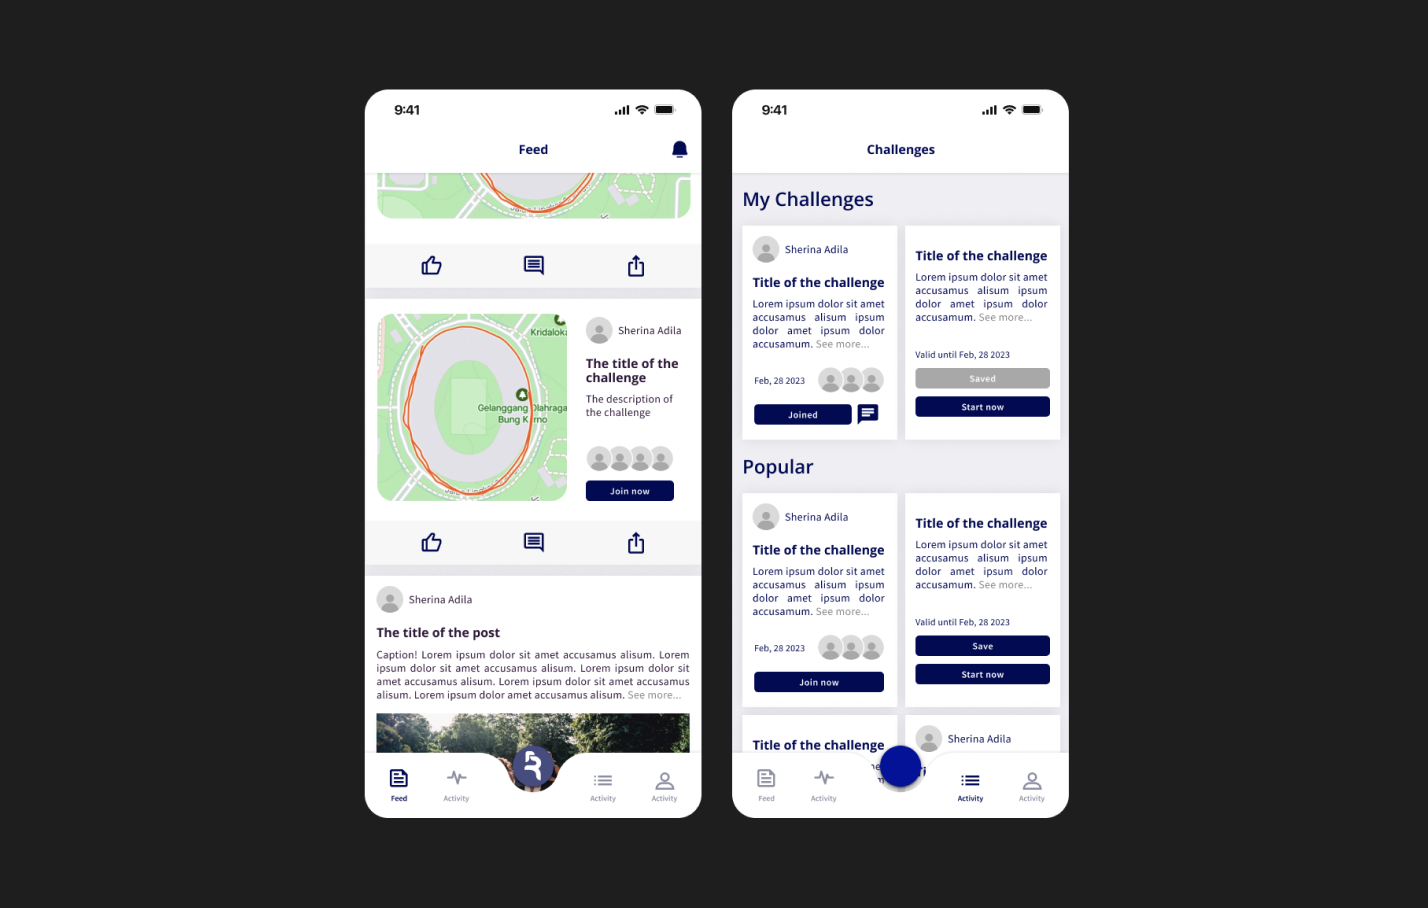 9:41
Feed
Kridaloka
Gelanggang Olahraga
Bung K rno
Sherina Adila
The title of the
challenge
The description of
the challenge
Join now
Sherina Adila
The title of the post
Caption! Lorem ipsum dolor sit amet accusamus alisum. Lorem
ipsum dolor sit amet accusamus alisum. Lorem ipsum dolor sit
amet accusamus alisum. Lorem ipsum dolor sit amet accusamus
alisum. Lorem ipsum dolor amet accusamus alisum. See more...
Feed
Activity
Activity
Activity
9:41
Challenges
My Challenges
Sherina Adila
Title of the challenge
Lorem ipsum dolor sit amet
accusamus alisum ipsum
dolor amet ipsum dolor
accusamum. See more...
Feb, 28 2023
Joined
Title of the challenge
Lorem ipsum dolor sit amet
accusamus alisum ipsum
dolor amet ipsum dolor
accusamum. See more...
Valid until Feb, 28 2023
Saved
Start now
Popular
Sherina Adila
Title of the challenge
Lorem ipsum dolor sit amet
accusamus alisum ipsum
dolor amet ipsum dolor
accusamum. See more...
Feb, 28 2023
Join now
Title of the challenge
Lorem ipsum dolor sit amet
accusamus alisum ipsum
dolor amet ipsum dolor
accusamum. See more...
Valid until Feb, 28 2023
Save
Start now
Title of the challenge
Sherina Adila
Feed
Activity
Activity
Activity